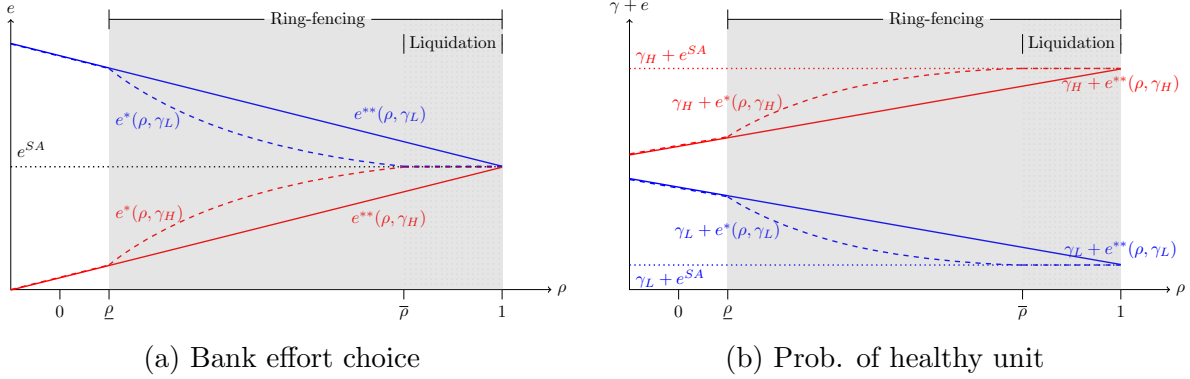 e
Ring-fencing
Liquidation
e**(ρ, γ_L)
e*(ρ, γ_L)
e^{SA}
e*(ρ, γ_H)
e**(ρ, γ_H)
ρ
0
ρ̲
ρ̅
1
(a) Bank effort choice
γ + e
Ring-fencing
Liquidation
γ_H + e^{SA}
γ_H + e**(ρ, γ_H)
γ_H + e*(ρ, γ_H)
γ_L + e*(ρ, γ_L)
γ_L + e**(ρ, γ_L)
γ_L + e^{SA}
ρ
0
ρ̲
ρ̅
1
(b) Prob. of healthy unit